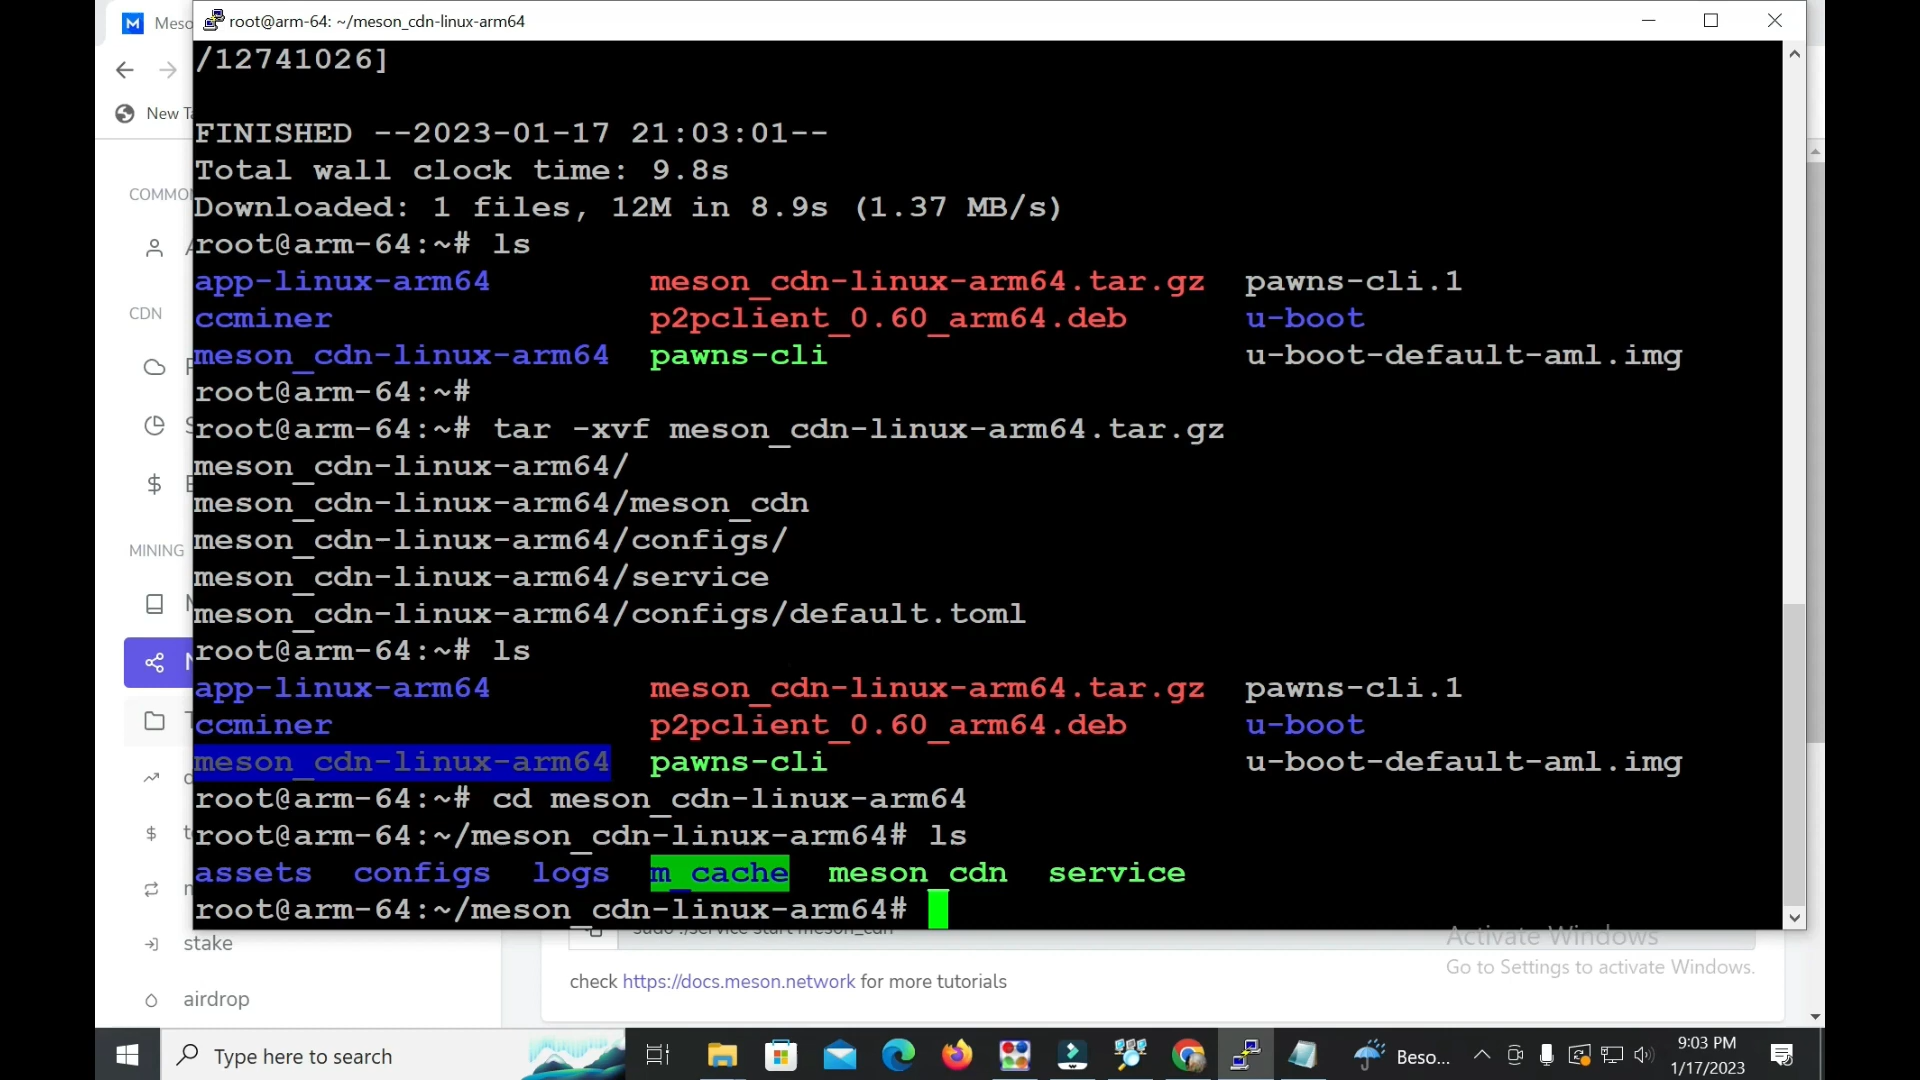 Meso
root@arm-64: ~/meson_cdn-linux-arm64
New Ta
/12741026]
FINISHED --2023-01-17 21:03:01--
Total wall clock time: 9.8s
Downloaded: 1 files, 12M in 8.9s (1.37 MB/s)
root@arm-64:~# ls
app-linux-arm64 meson_cdn-linux-arm64.tar.gz pawns-cli.1
ccminer p2pclient_0.60_arm64.deb u-boot
meson_cdn-linux-arm64 pawns-cli u-boot-default-aml.img
root@arm-64:~#
root@arm-64:~# tar -xvf meson_cdn-linux-arm64.tar.gz
meson_cdn-linux-arm64/
meson_cdn-linux-arm64/meson_cdn
meson_cdn-linux-arm64/configs/
meson_cdn-linux-arm64/service
meson_cdn-linux-arm64/configs/default.toml
root@arm-64:~# ls
app-linux-arm64 meson_cdn-linux-arm64.tar.gz pawns-cli.1
ccminer p2pclient_0.60_arm64.deb u-boot
meson_cdn-linux-arm64 pawns-cli u-boot-default-aml.img
root@arm-64:~# cd meson_cdn-linux-arm64
root@arm-64:~/meson_cdn-linux-arm64# ls
assets configs logs m_cache meson_cdn service
root@arm-64:~/meson_cdn-linux-arm64#
COMMON
CDN
MINING
stake
airdrop
sudo ./service start meson_cdn
check https://docs.meson.network for more tutorials
Activate Windows
Go to Settings to activate Windows.
Type here to search
Beso...
9:03 PM
1/17/2023